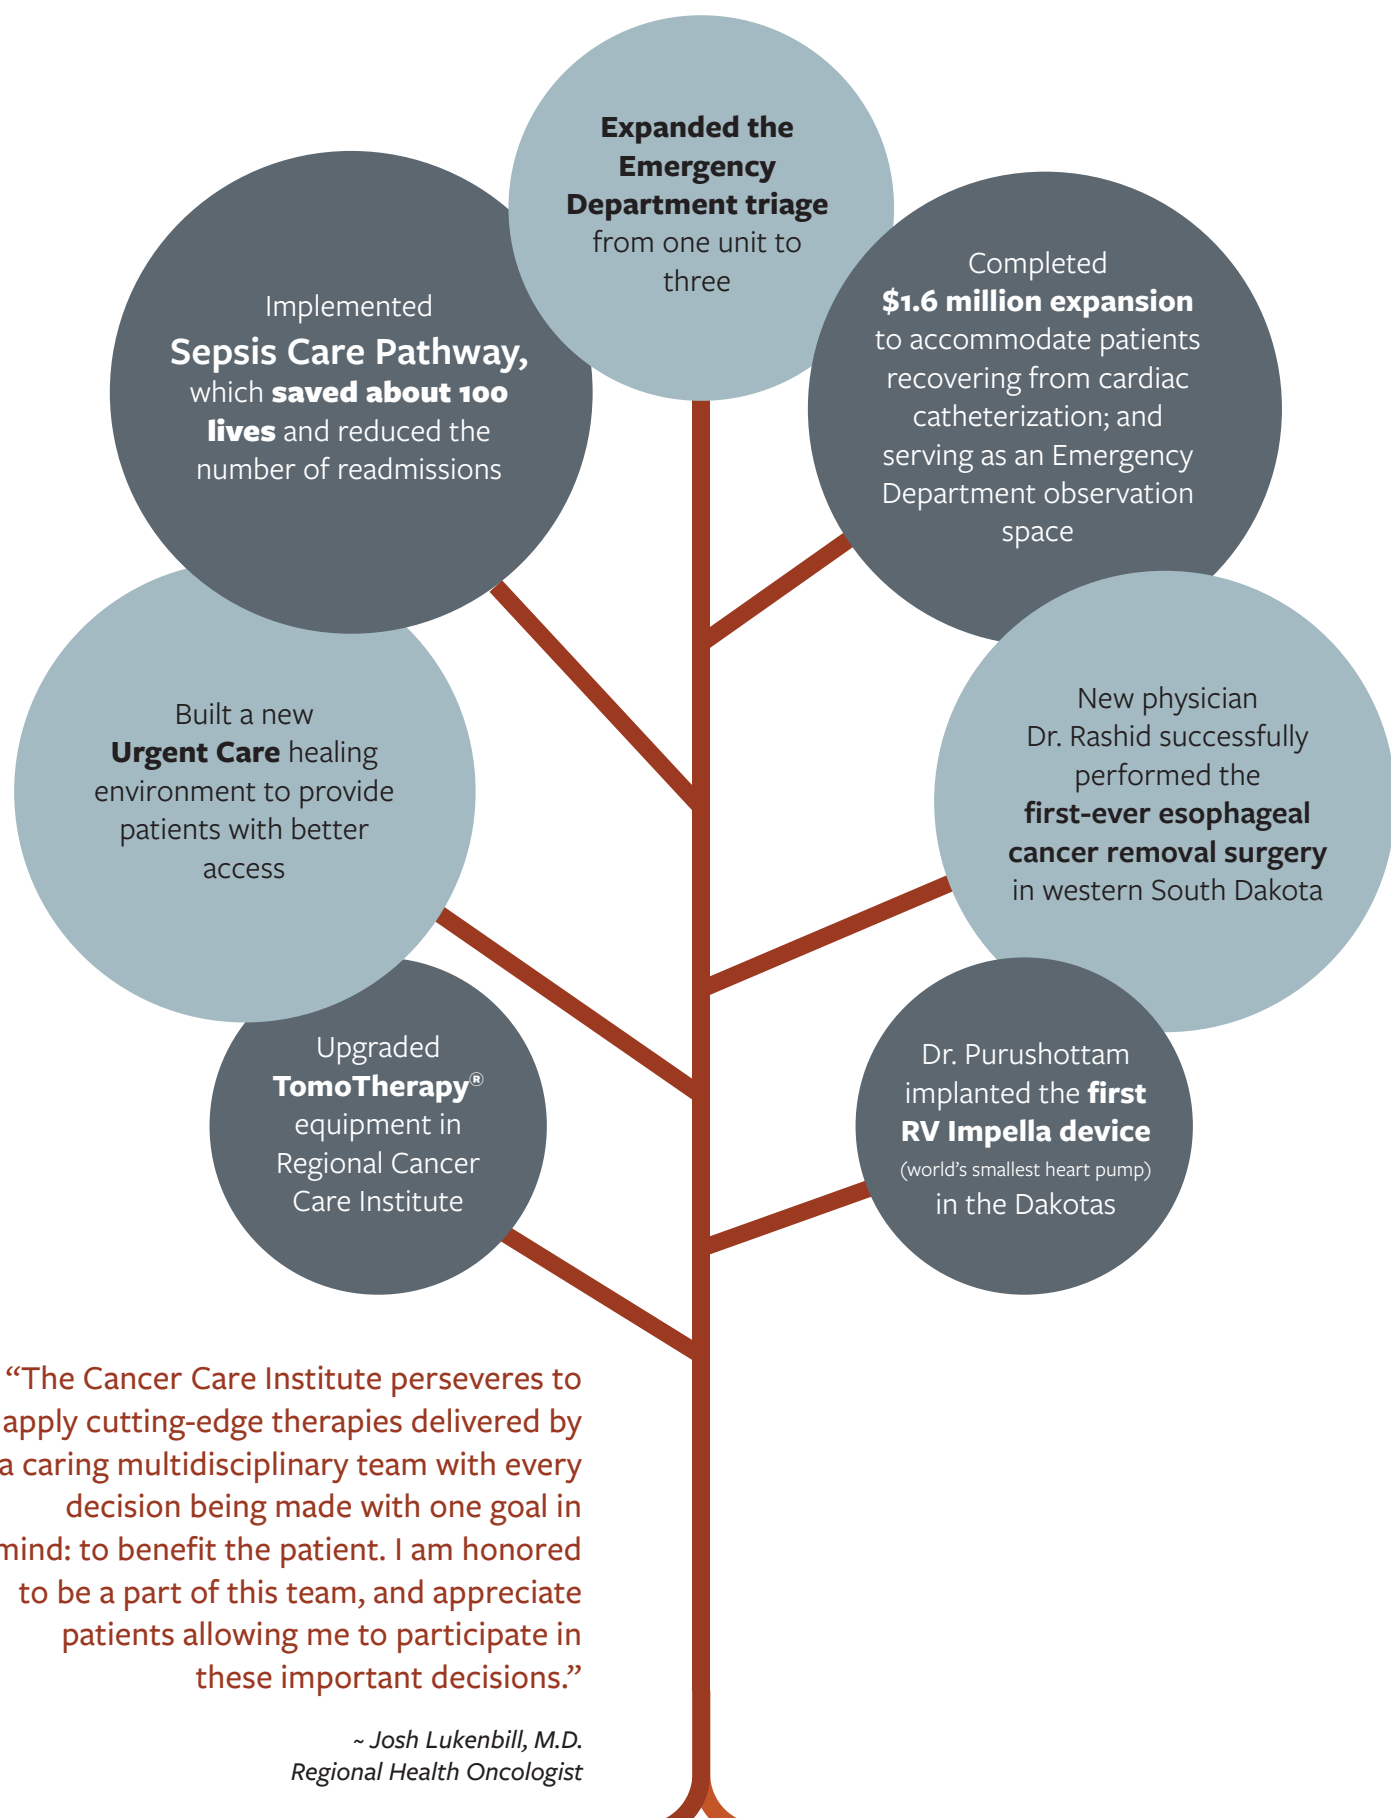 Expanded the
Emergency
Department triage
from one unit to
three
Implemented
Sepsis Care Pathway,
which saved about 100
lives and reduced the
number of readmissions
Completed
$1.6 million expansion
to accommodate patients
recovering from cardiac
catheterization; and
serving as an Emergency
Department observation
space
Built a new
Urgent Care healing
environment to provide
patients with better
access
New physician
Dr. Rashid successfully
performed the
first-ever esophageal
cancer removal surgery
in western South Dakota
Upgraded
TomoTherapy®
equipment in
Regional Cancer
Care Institute
Dr. Purushottam
implanted the first
RV Impella device
(world's smallest heart pump)
in the Dakotas
“The Cancer Care Institute perseveres to
apply cutting-edge therapies delivered by
a caring multidisciplinary team with every
decision being made with one goal in
mind: to benefit the patient. I am honored
to be a part of this team, and appreciate
patients allowing me to participate in
these important decisions.”
~ Josh Lukenbill, M.D.
Regional Health Oncologist